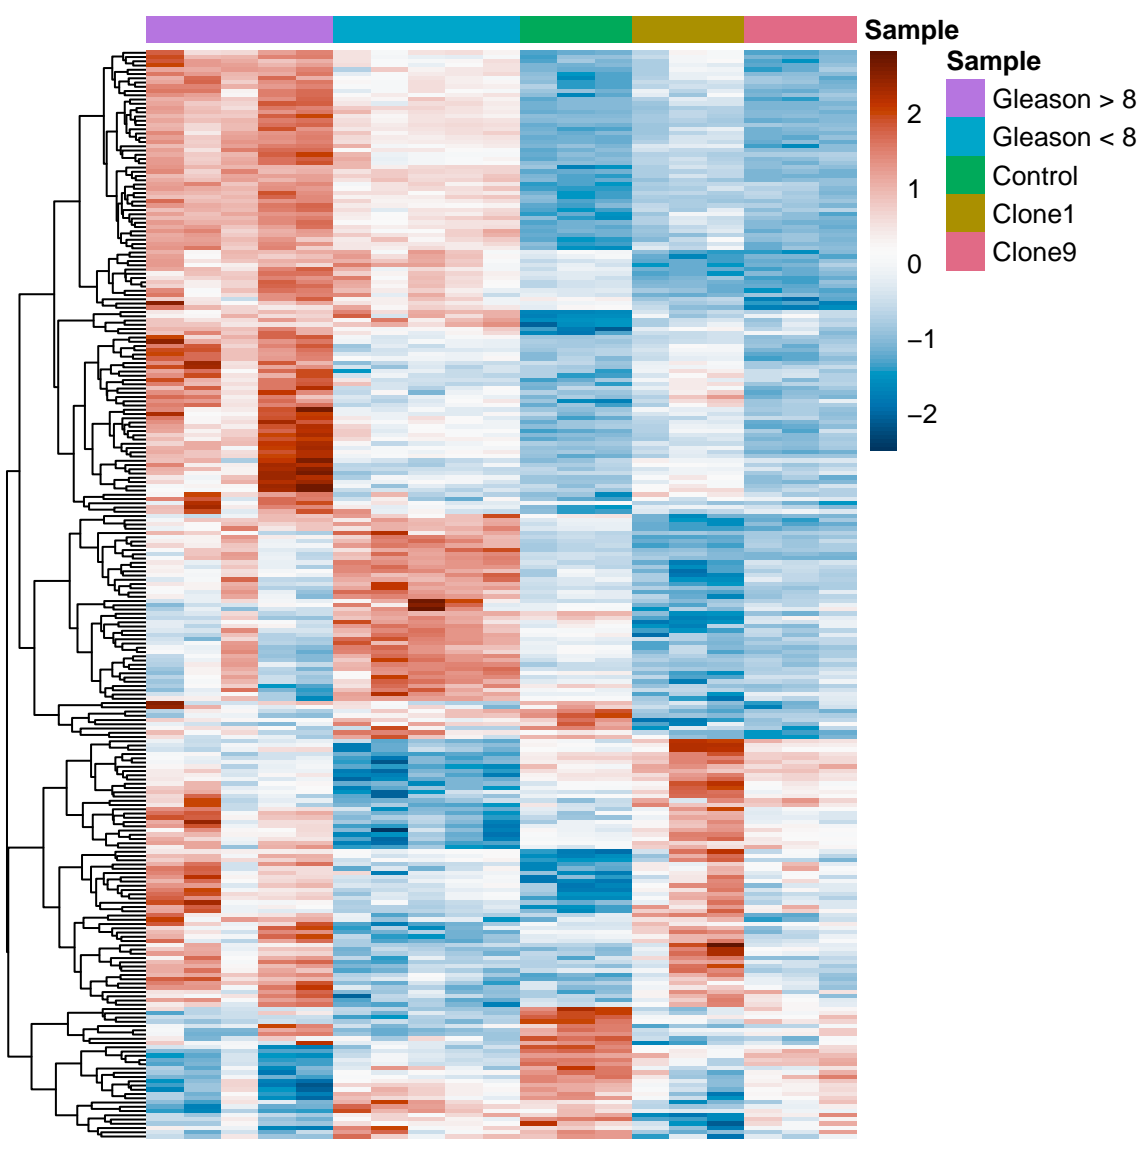 Sample
2
1
0
−1
−2
Sample
Gleason > 8
Gleason < 8
Control
Clone1
Clone9